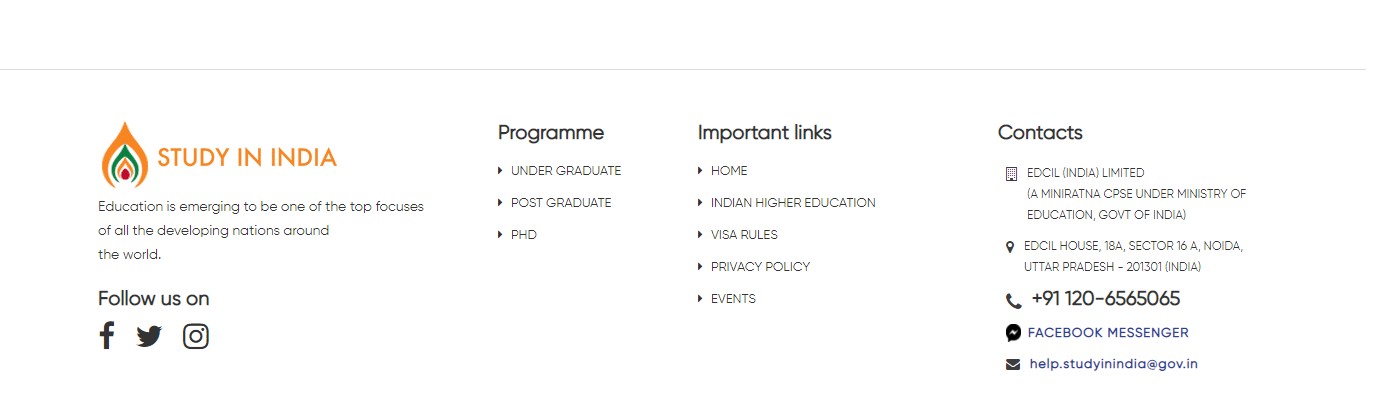 STUDY IN INDIA
Education is emerging to be one of the top focuses
of all the developing nations around
the world.
Follow us on
Programme
UNDER GRADUATE
POST GRADUATE
PHD
Important links
HOME
INDIAN HIGHER EDUCATION
VISA RULES
PRIVACY POLICY
EVENTS
Contacts
EDCIL (INDIA) LIMITED
(A MINIRATNA CPSE UNDER MINISTRY OF
EDUCATION, GOVT OF INDIA)
EDCIL HOUSE, 18A, SECTOR 16 A, NOIDA,
UTTAR PRADESH - 201301 (INDIA)
+91 120-6565065
FACEBOOK MESSENGER
help.studyinindia@gov.in